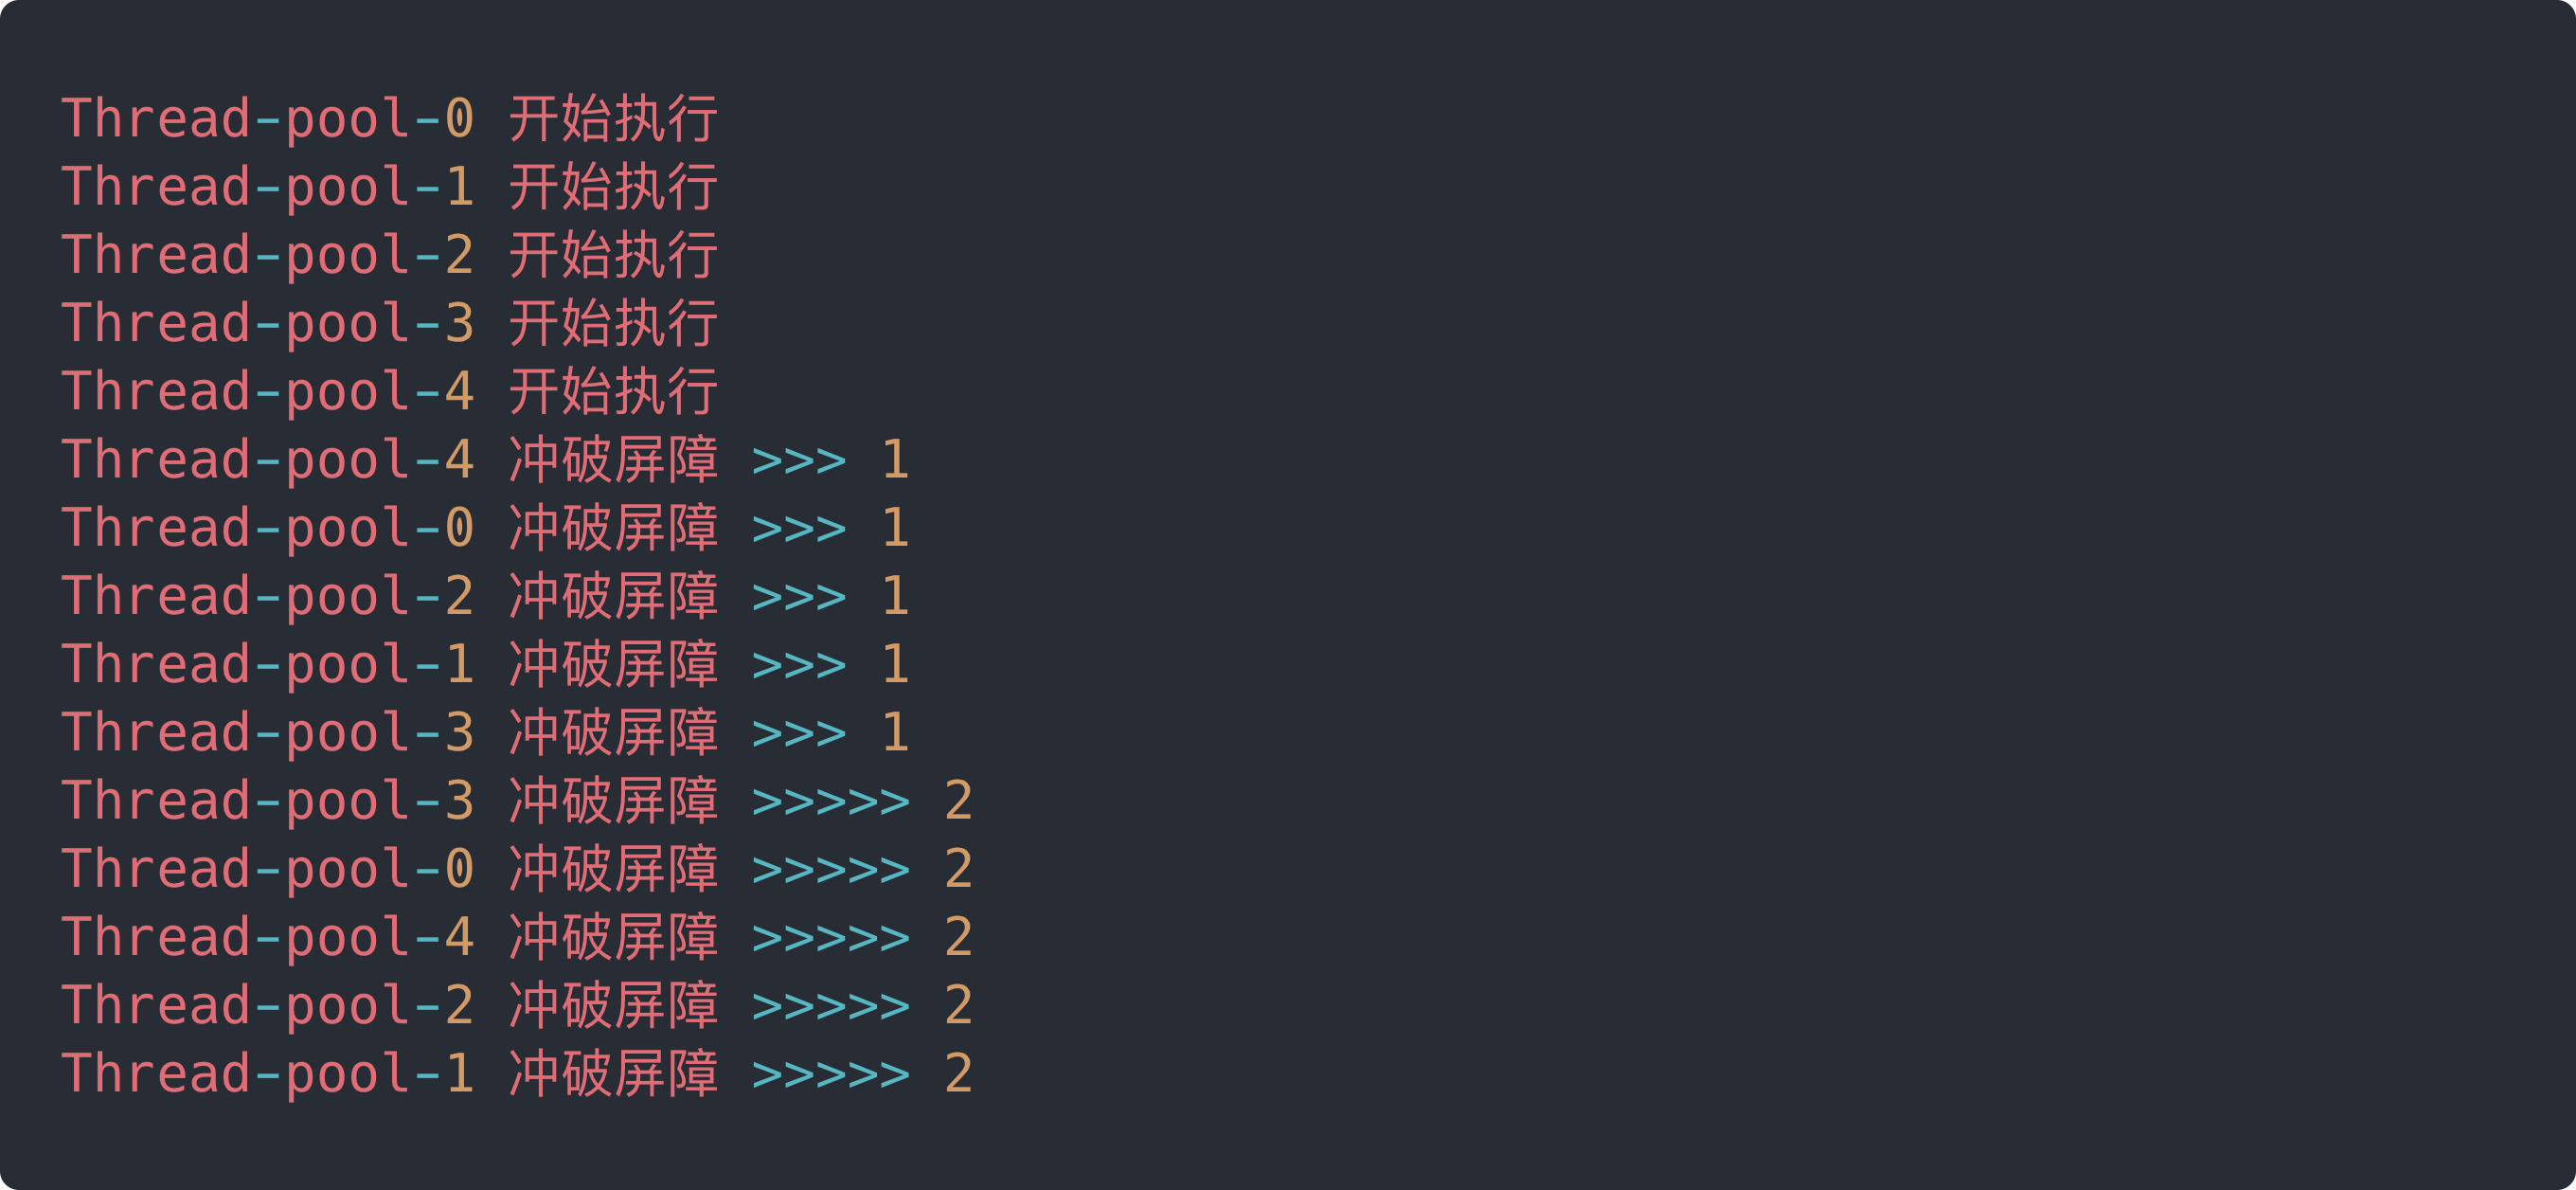 Thread-pool-0 开始执行
Thread-pool-1 开始执行
Thread-pool-2 开始执行
Thread-pool-3 开始执行
Thread-pool-4 开始执行
Thread-pool-4 冲破屏障 >>> 1
Thread-pool-0 冲破屏障 >>> 1
Thread-pool-2 冲破屏障 >>> 1
Thread-pool-1 冲破屏障 >>> 1
Thread-pool-3 冲破屏障 >>> 1
Thread-pool-3 冲破屏障 >>>>> 2
Thread-pool-0 冲破屏障 >>>>> 2
Thread-pool-4 冲破屏障 >>>>> 2
Thread-pool-2 冲破屏障 >>>>> 2
Thread-pool-1 冲破屏障 >>>>> 2